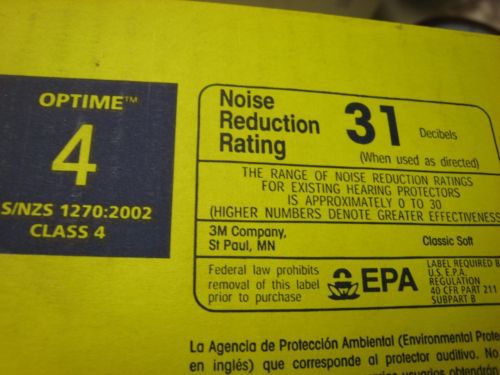 OPTIME™
4
S/NZS 1270:2002
CLASS 4
Noise
Reduction
Rating
31 Decibels
(When used as directed)
THE RANGE OF NOISE REDUCTION RATINGS
FOR EXISTING HEARING PROTECTORS
IS APPROXIMATELY 0 TO 30
(HIGHER NUMBERS DENOTE GREATER EFFECTIVENESS
3M Company,
St Paul, MN
Classic Soft
Federal law prohibits
removal of this label
prior to purchase
EPA
LABEL REQUIRED B
U.S. E.P.A.
REGULATION
40 CFR PART 211
SUBPART B
La Agencia de Protección Ambiental (Environmental Prote
en inglés) que corresponde al protector auditivo. No
usuarios obtendrán